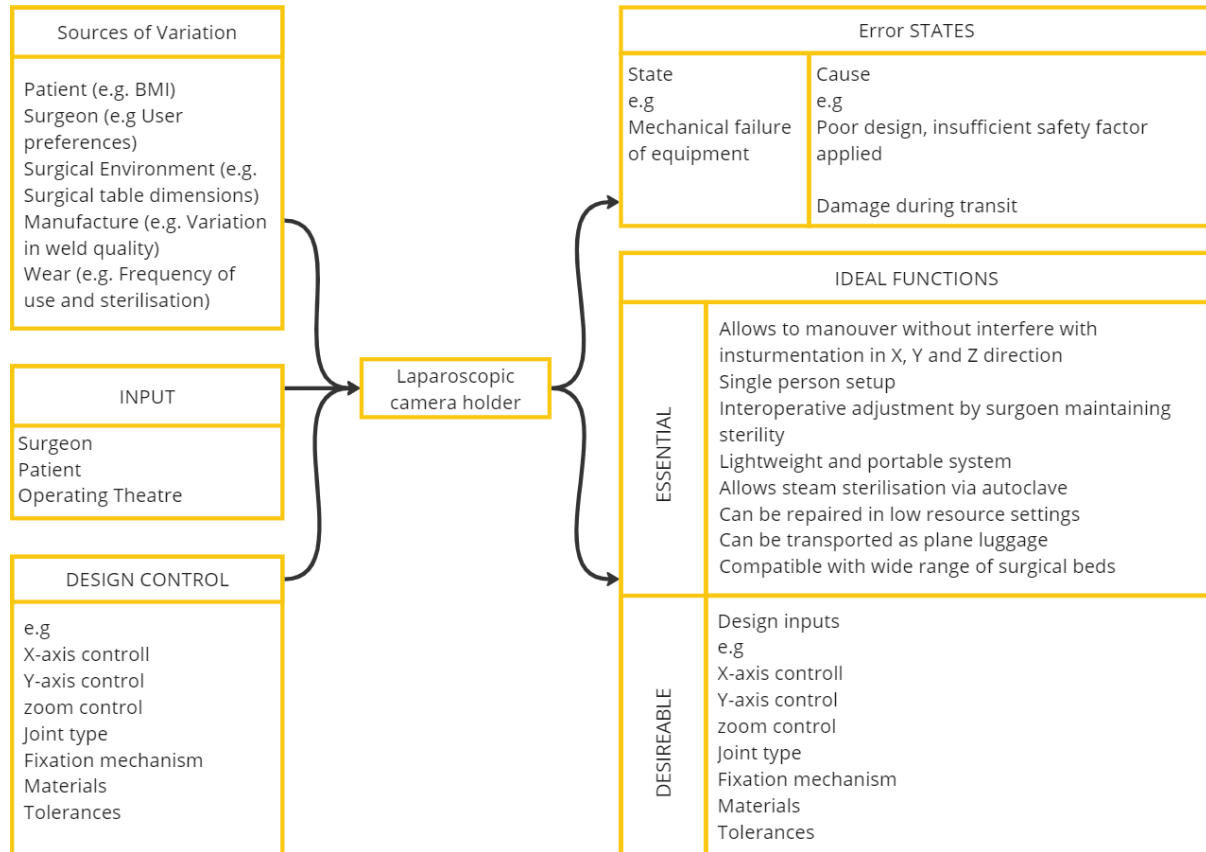 Sources of Variation
Patient (e.g. BMI)
Surgeon (e.g User
preferences)
Surgical Environment (e.g.
Surgical table dimensions)
Manufacture (e.g. Variation
in weld quality)
Wear (e.g. Frequency of
use and sterilisation)
INPUT
Surgeon
Patient
Operating Theatre
DESIGN CONTROL
e.g
X-axis controll
Y-axis control
zoom control
Joint type
Fixation mechanism
Materials
Tolerances
Laparoscopic
camera holder
Error STATES
State
e.g
Mechanical failure
of equipment
Cause
e.g
Poor design, insufficient safety factor
applied
Damage during transit
IDEAL FUNCTIONS
ESSENTIAL
Allows to manouver without interfere with
insturmentation in X, Y and Z direction
Single person setup
Interoperative adjustment by surgoen maintaining
sterility
Lightweight and portable system
Allows steam sterilisation via autoclave
Can be repaired in low resource settings
Can be transported as plane luggage
Compatible with wide range of surgical beds
DESIREABLE
Design inputs
e.g
X-axis controll
Y-axis control
zoom control
Joint type
Fixation mechanism
Materials
Tolerances